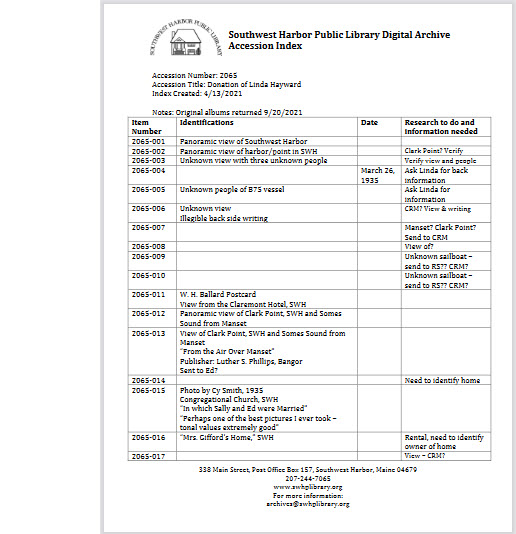 SOUTHWEST HARBOR PUBLIC LIBRARY
Southwest Harbor Public Library Digital Archive
Accession Index
Accession Number: 2065
Accession Title: Donation of Linda Hayward
Index Created: 4/13/2021
Notes: Original albums returned 9/20/2021
Item Number Identifications Date Research to do and information needed
2065-001 Panoramic view of Southwest Harbor
2065-002 Panoramic view of harbor/point in SWH Clark Point? Verify
2065-003 Unknown view with three unknown people Verify view and people
2065-004 March 26, 1935 Ask Linda for back information
2065-005 Unknown people of B75 vessel Ask Linda for information
2065-006 Unknown view CRM? View & writing
Illegible back side writing
2065-007 Manset? Clark Point?
Send to CRM
2065-008 View of?
2065-009 Unknown sailboat –
send to RS?? CRM?
2065-010 Unknown sailboat –
send to RS?? CRM?
2065-011 W. H. Ballard Postcard
View from the Claremont Hotel, SWH
2065-012 Panoramic view of Clark Point, SWH and Somes
Sound from Manset
2065-013 View of Clark Point, SWH and Somes Sound from
Manset
"From the Air Over Manset"
Publisher: Luther S. Phillips, Bangor
Sent to Ed?
2065-014 Need to identify home
2065-015 Photo by Cy Smith, 1935
Congregational Church, SWH
"In which Sally and Ed were Married"
"Perhaps one of the best pictures I ever took –
tonal values extremely good"
2065-016 "Mrs. Gifford's Home," SWH Rental, need to identify
owner of home
2065-017 View – CRM?
338 Main Street, Post Office Box 157, Southwest Harbor, Maine 04679
207-244-7065
www.swhplibrary.org
For more information:
archives@swhplibrary.org